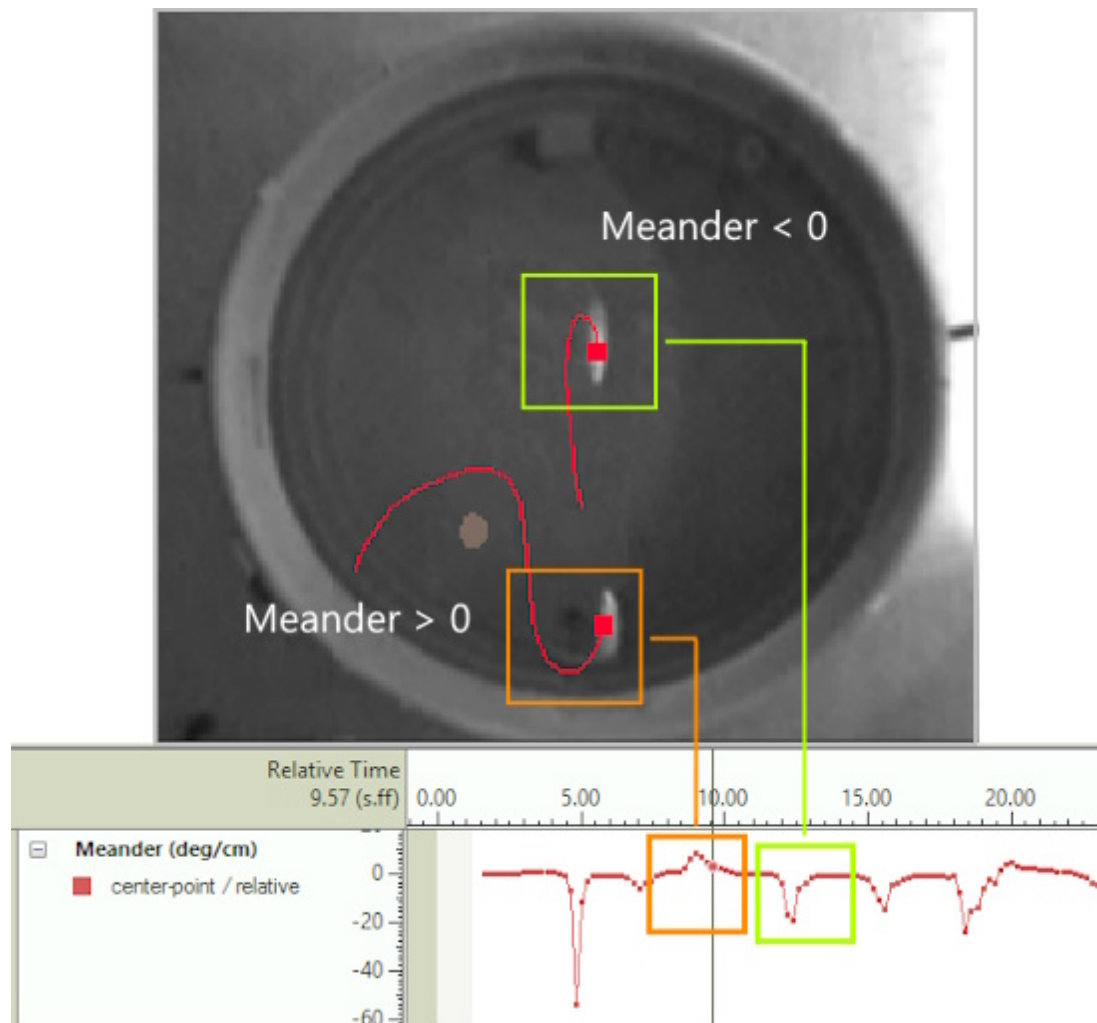 Meander < 0
Meander > 0
Relative Time
9.57 (s.ff)
0.00 5.00 10.00 15.00 20.00
Meander (deg/cm)
center-point / relative
0
-20
-40
-60